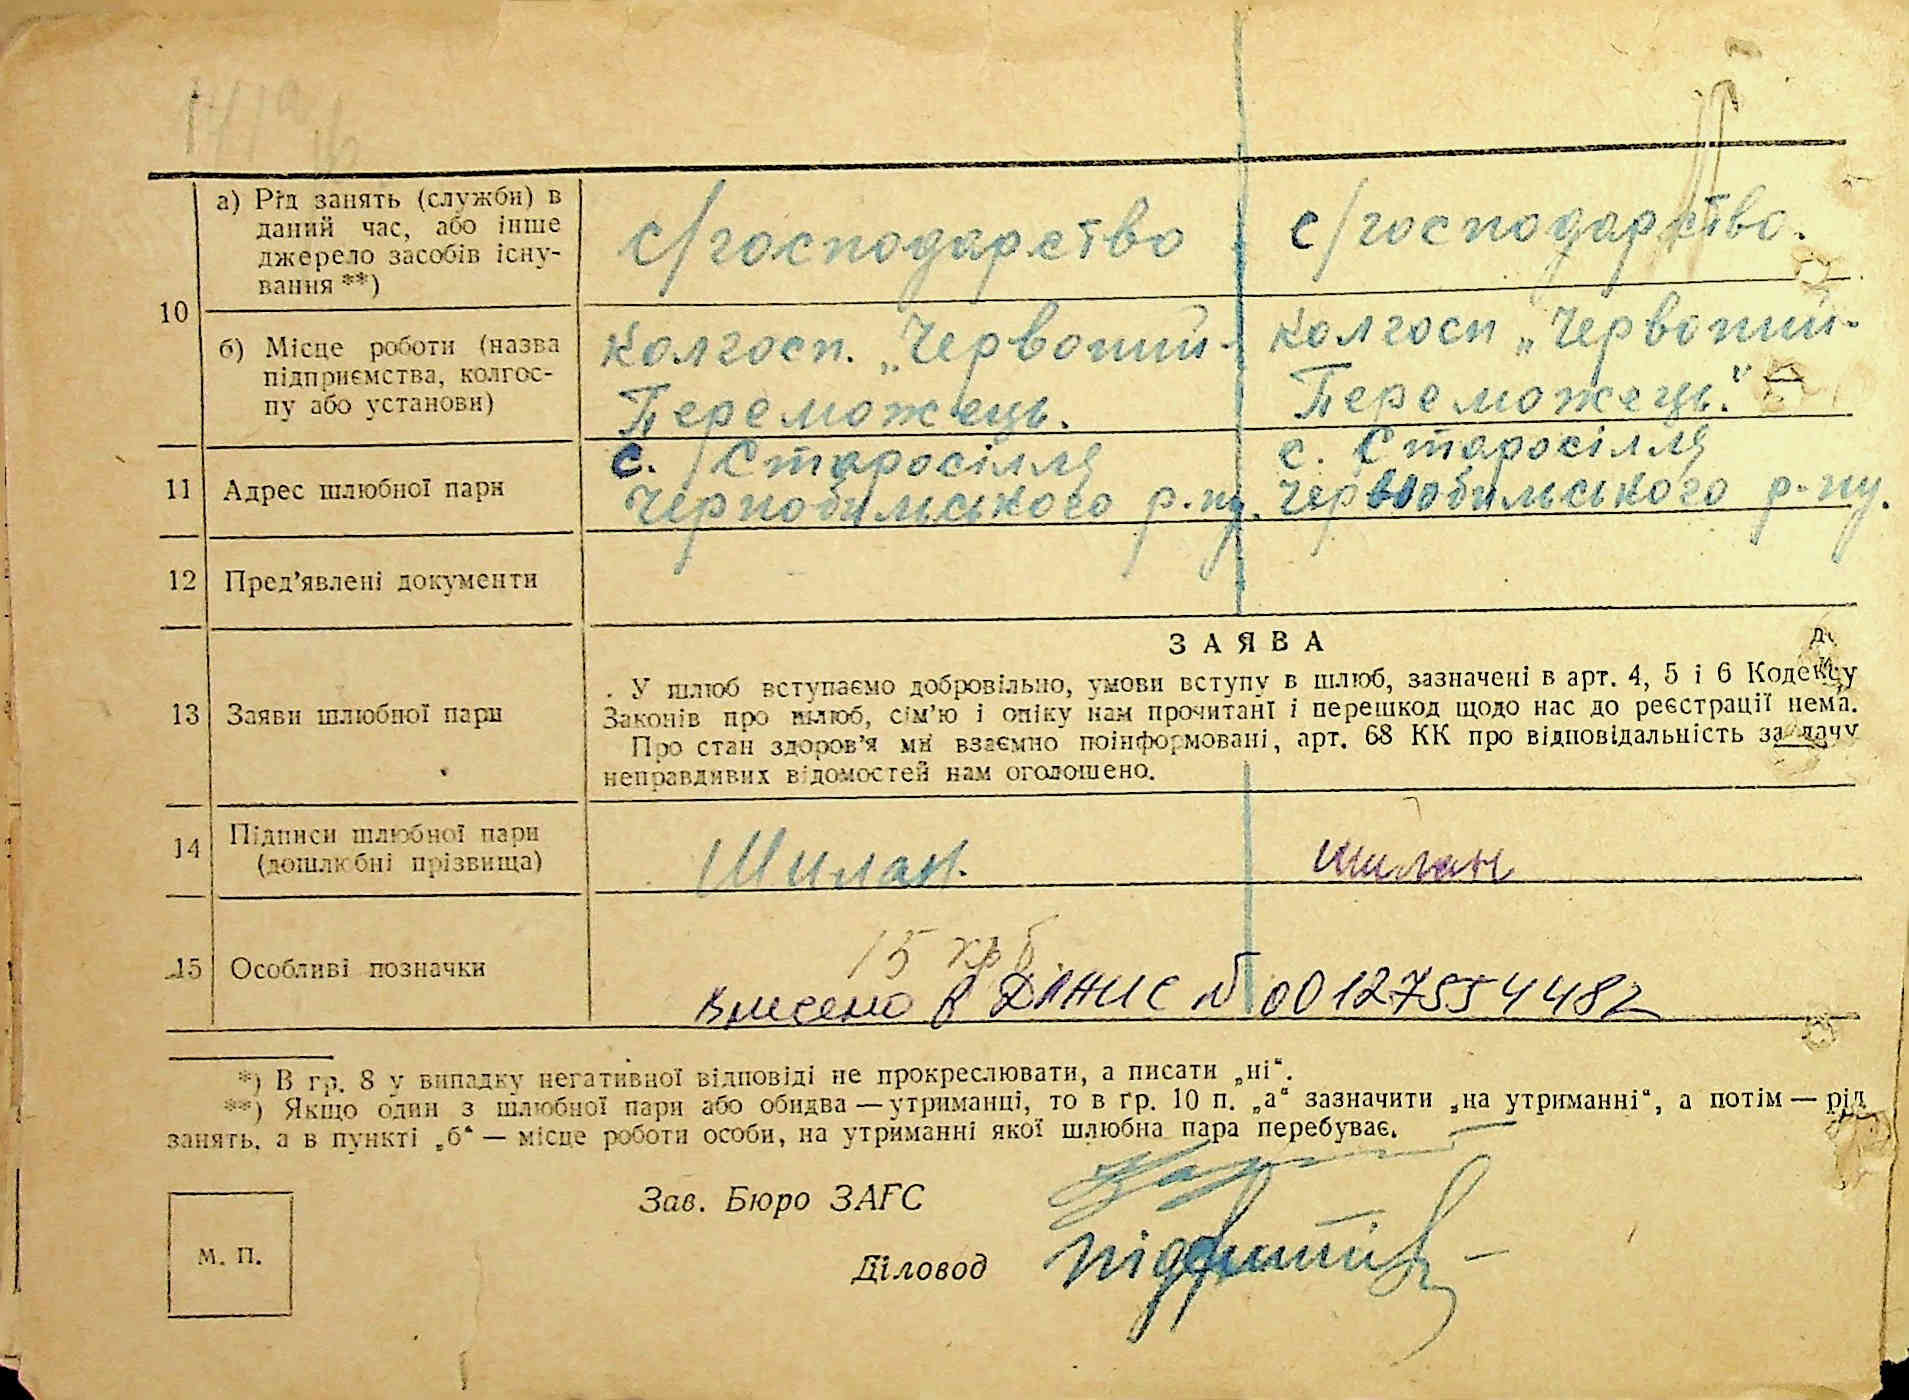 141а
а) Рід занять (служби) в
даний час, або інше
джерело засобів існу-
вання **)
с/господарство
с/господарство.
10
б) Місце роботи (назва
підприємства, колгос-
пу або установи)
колгосп. „Червоний-
Переможець.
колгосп „Червоний-
Переможець."
11
Адрес шлюбної пари
с. Старосілля
Чернобильського р-ну.
с. Старосілля
Чернобильського р-ну.
12
Пред’явлені документи
13
Заяви шлюбної пари
ЗАЯВА
У шлюб вступаємо добровільно, умови вступу в шлюб, зазначені в арт. 4, 5 і 6 Кодексу
Законів про шлюб, сім’ю і опіку нам прочитані і перешкод щодо нас до реєстрації нема.
Про стан здоров’я ми взаємно поінформовані, арт. 68 КК про відповідальність за дачу
неправдивих відомостей нам оголошено.
14
Підписи шлюбної пари
(дошлюбні прізвища)
Шилан.
Шилан
15
Особливі позначки
15 крб
Внесено в ДРАЦС № 00127554482
*) В гр. 8 у випадку негативної відповіді не прокреслювати, а писати „ні“.
**) Якщо один з шлюбної пари або обидва — утриманці, то в гр. 10 п. „а“ зазначити „на утриманні“, а потім — рід
занять, а в пункті „б“ — місце роботи особи, на утриманні якої шлюбна пара перебуває.
Зав. Бюро ЗАГС
Діловод
М. П.